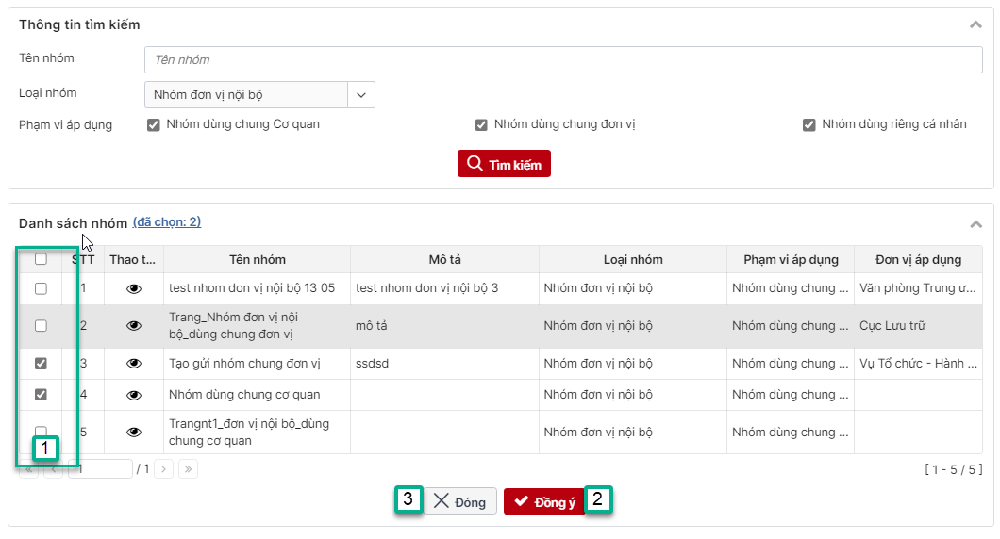 Thông tin tìm kiếm
Tên nhóm
Tên nhóm
Loại nhóm
Nhóm đơn vị nội bộ
Phạm vi áp dụng
Nhóm dùng chung Cơ quan
Nhóm dùng chung đơn vị
Nhóm dùng riêng cá nhân
Tìm kiếm
Danh sách nhóm (đã chọn: 2)
STT Thao t... Tên nhóm Mô tả Loại nhóm Phạm vi áp dụng Đơn vị áp dụng
1 test nhom don vị nội bộ 13 05 test nhom don vị nội bộ 3 Nhóm đơn vị nội bộ Nhóm dùng chung ... Văn phòng Trung ư...
2 Trang_Nhóm đơn vị nội
bộ_dùng chung đơn vị mô tả Nhóm đơn vị nội bộ Nhóm dùng chung ... Cục Lưu trữ
3 Tạo gửi nhóm chung đơn vị ssdsd Nhóm đơn vị nội bộ Nhóm dùng chung ... Vụ Tổ chức - Hành ...
4 Nhóm dùng chung cơ quan Nhóm đơn vị nội bộ Nhóm dùng chung ...
5 Trangnt1_đơn vị nội bộ_dùng
chung cơ quan Nhóm đơn vị nội bộ Nhóm dùng chung ...
1
« ‹ 1 / 1 › » [ 1 - 5 / 5 ]
3 Đóng Đồng ý 2